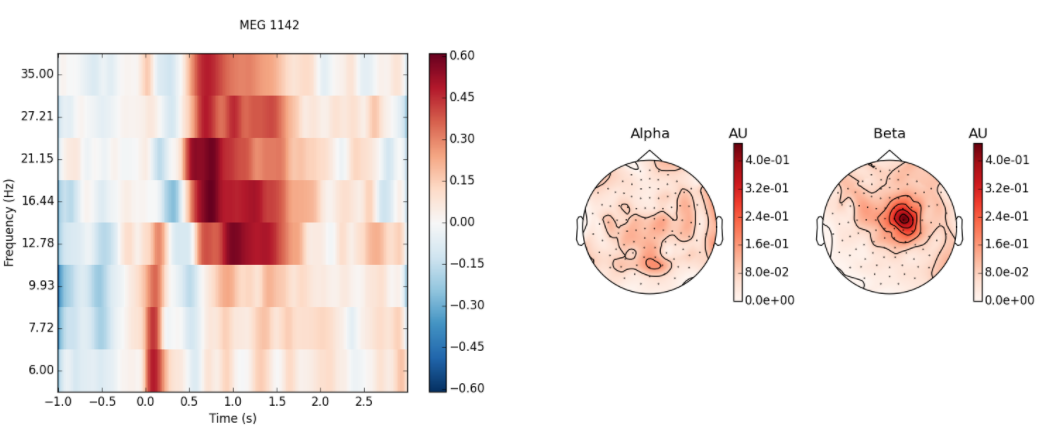 MEG 1142
Frequency (Hz)
35.00
27.21
21.15
16.44
12.78
9.93
7.72
6.00
−1.0 −0.5 0.0 0.5 1.0 1.5 2.0 2.5
Time (s)
0.60
0.45
0.30
0.15
0.00
−0.15
−0.30
−0.45
−0.60
Alpha
AU
4.0e-01
3.2e-01
2.4e-01
1.6e-01
8.0e-02
0.0e+00
Beta
AU
4.0e-01
3.2e-01
2.4e-01
1.6e-01
8.0e-02
0.0e+00